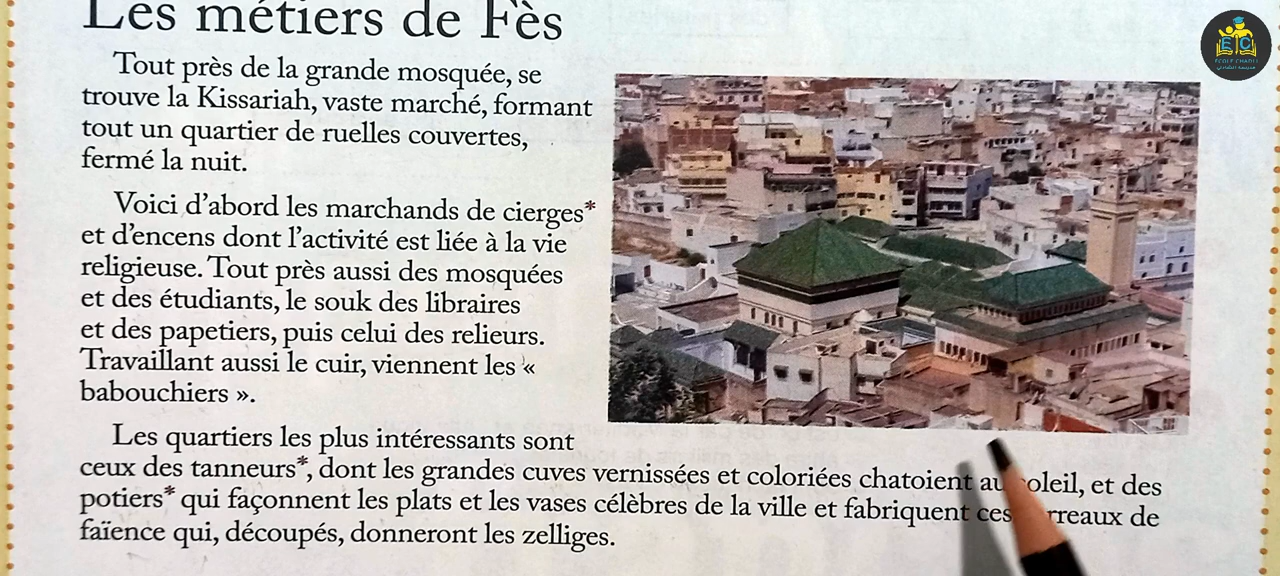 Les métiers de Fès
Tout près de la grande mosquée, se
trouve la Kissariah, vaste marché, formant
tout un quartier de ruelles couvertes,
fermé la nuit.
Voici d'abord les marchands de cierges*
et d'encens dont l'activité est liée à la vie
religieuse. Tout près aussi des mosquées
et des étudiants, le souk des libraires
et des papetiers, puis celui des relieurs.
Travaillant aussi le cuir, viennent les «
babouchiers ».
Les quartiers les plus intéressants sont
ceux des tanneurs*, dont les grandes cuves vernissées et coloriées chatoient au soleil, et des
potiers* qui façonnent les plats et les vases célèbres de la ville et fabriquent ces de
faïence qui, découpés, donneront les zelliges.
E C
ECOLE CHADLI